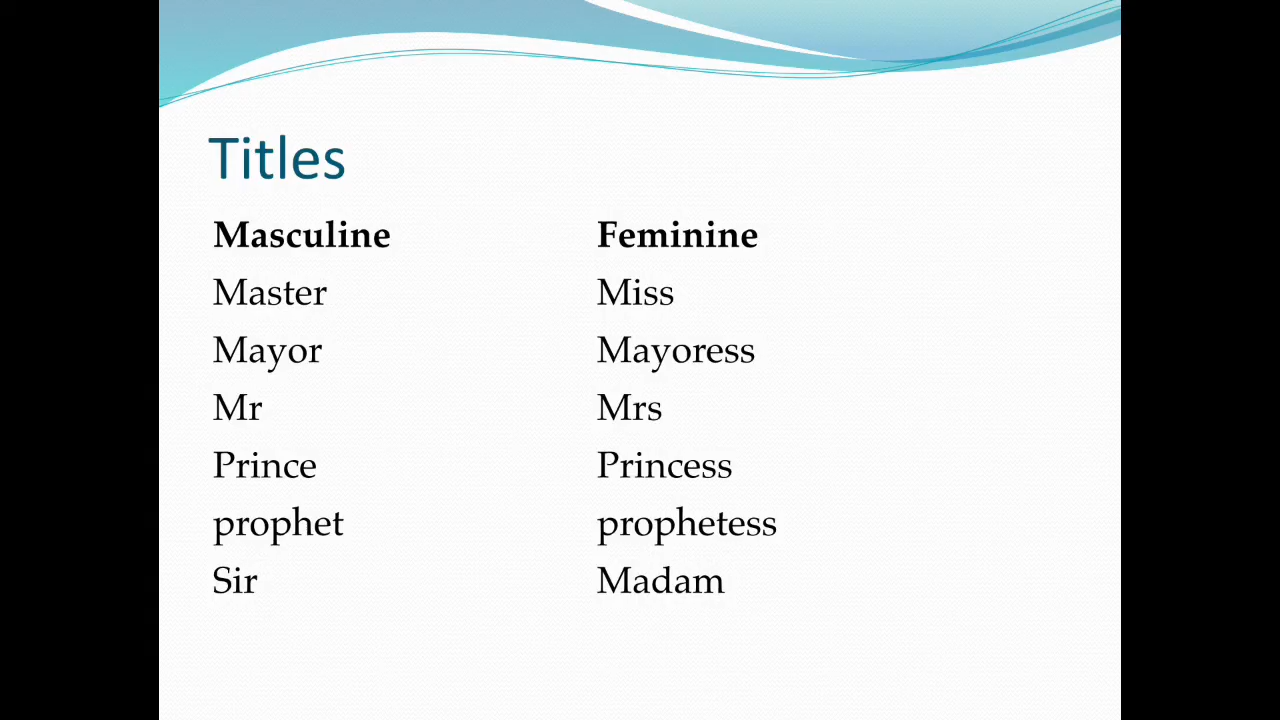 Titles
Masculine Feminine
Master Miss
Mayor Mayoress
Mr Mrs
Prince Princess
prophet prophetess
Sir Madam